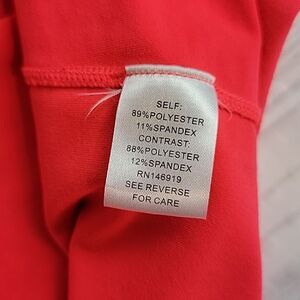 SELF:
89%POLYESTER
11%SPANDEX
CONTRAST:
88%POLYESTER
12%SPANDEX
RN146919
SEE REVERSE
FOR CARE